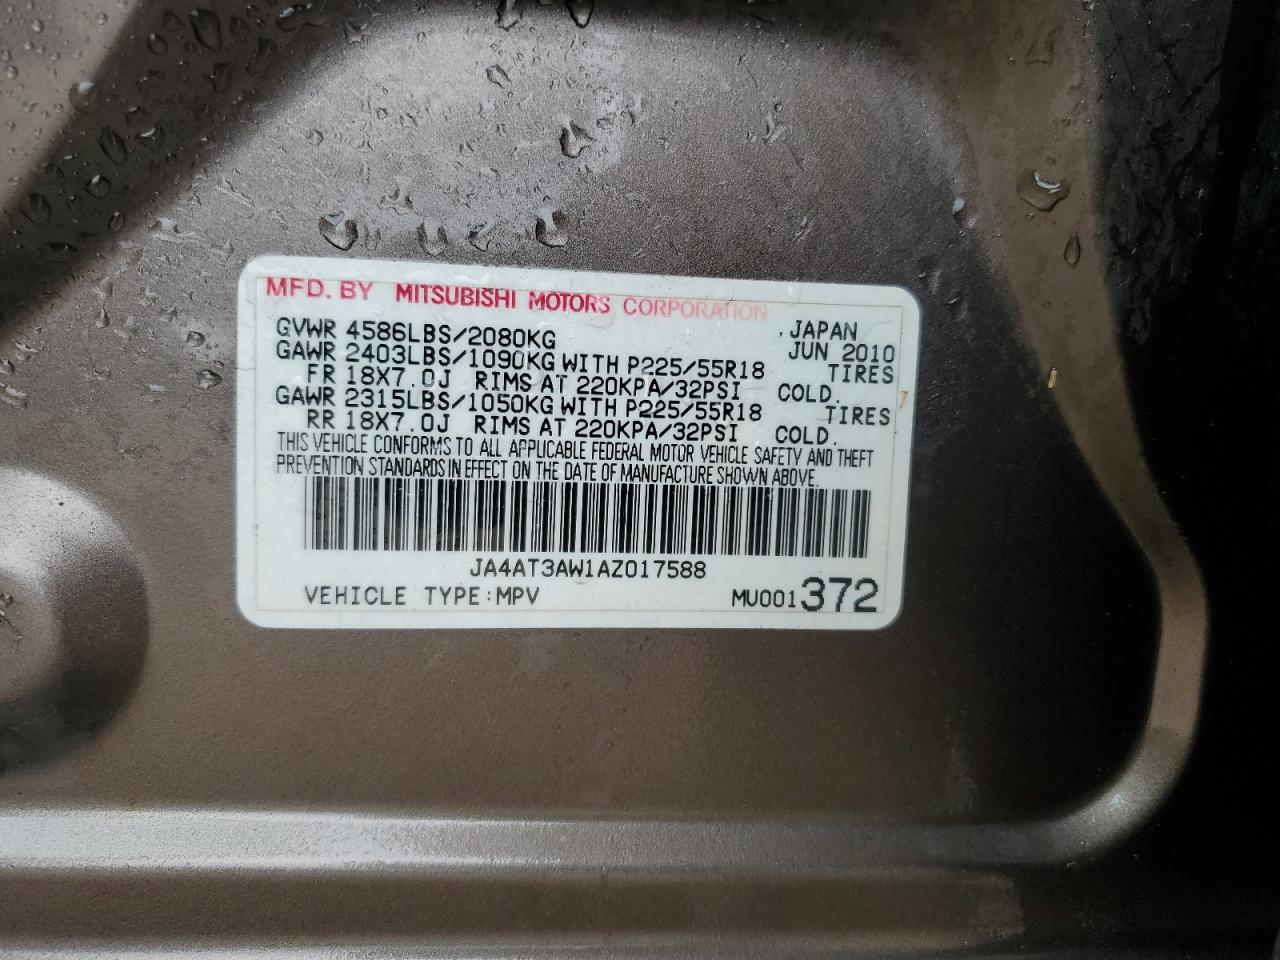 MFD. BY MITSUBISHI MOTORS CORPORATION
GVWR 4586LBS/2080KG , JAPAN
GAWR 2403LBS/1090KG WITH P225/55R18 JUN 2010
FR 18X7.0J RIMS AT 220KPA/32PSI TIRES COLD.
GAWR 2315LBS/1050KG WITH P225/55R18 TIRES
RR 18X7.0J RIMS AT 220KPA/32PSI COLD.
THIS VEHICLE CONFORMS TO ALL APPLICABLE FEDERAL MOTOR VEHICLE SAFETY AND THEFT
PREVENTION STANDARDS IN EFFECT ON THE DATE OF MANUFACTURE SHOWN ABOVE.
JA4AT3AW1AZ017588
VEHICLE TYPE:MPV MU001372